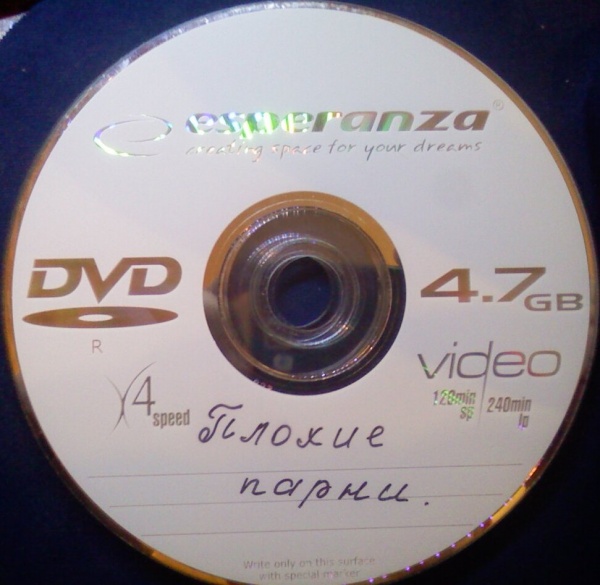 esperanza®
creating space for your dreams
DVD
R
4.7GB
video
120min sp
240min lp
X4 speed
Плохие
парни.
Write only on this surface
with special marker